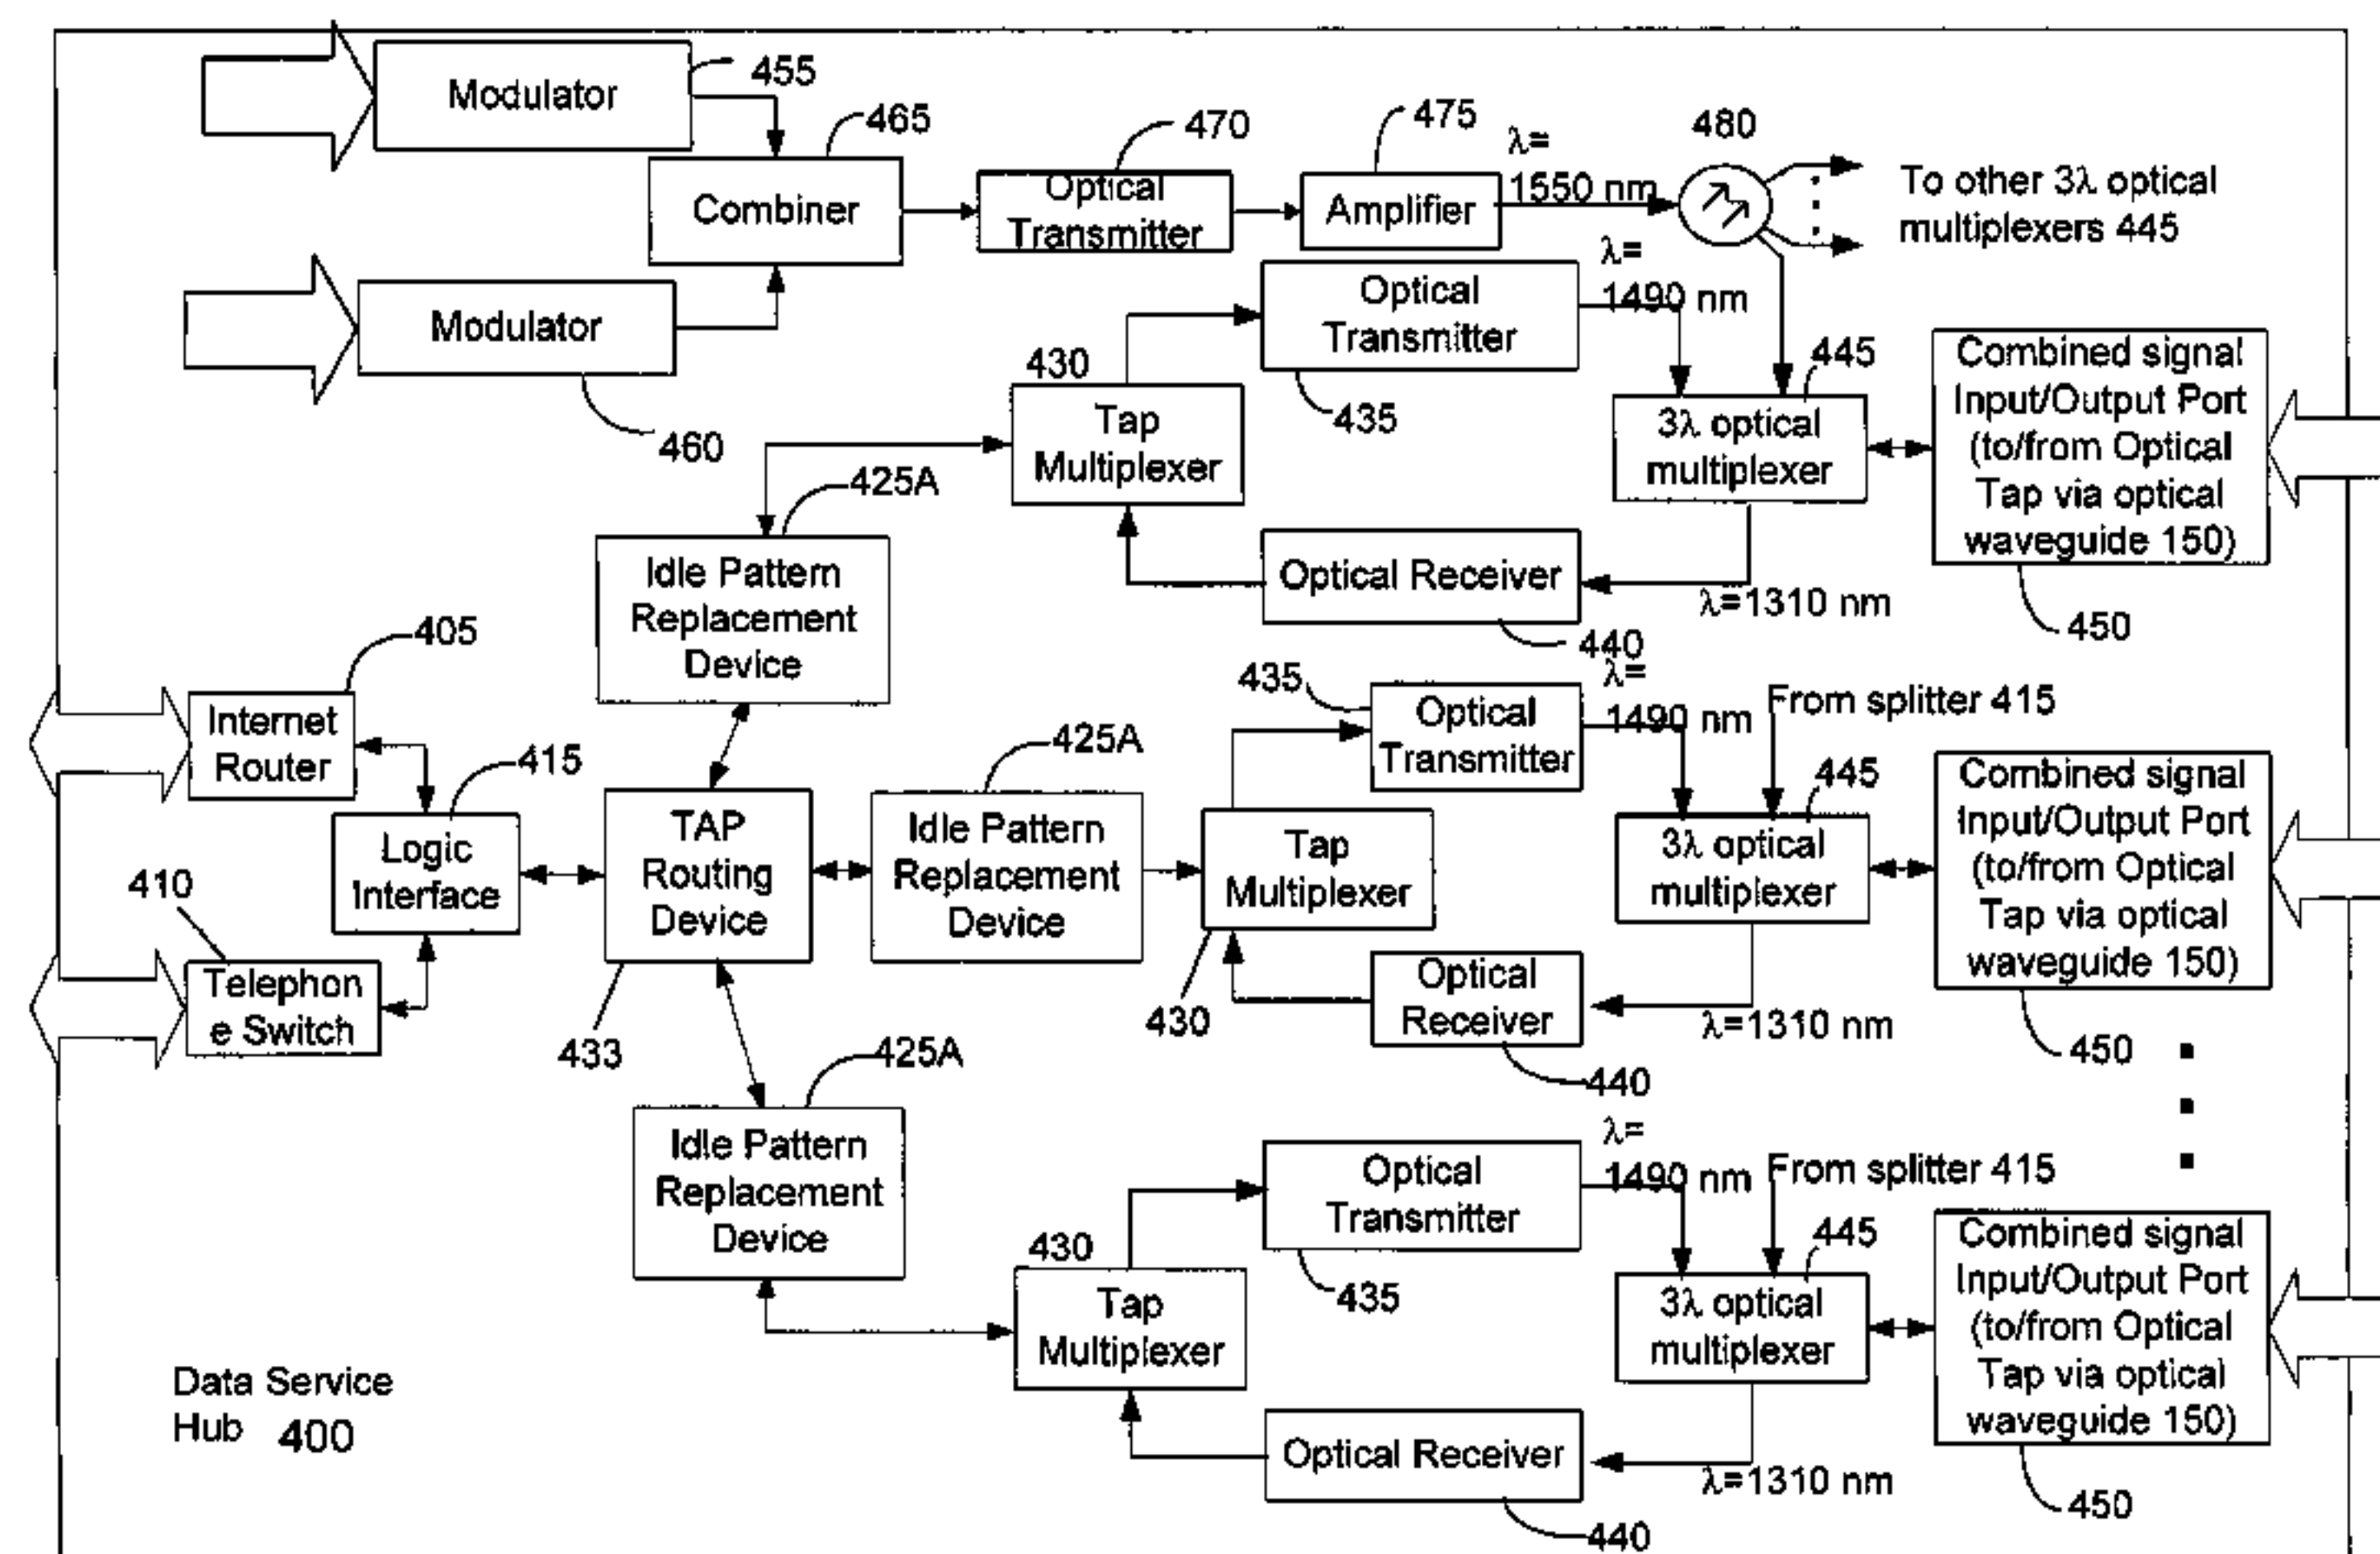 Modulator
455
465
470
475
λ=
1550 nm
480
To other 3λ optical
multiplexers 445
Combiner
Optical
Transmitter
Amplifier
Modulator
460
Optical
Transmitter
435
λ=
1490 nm
430
Tap
Multiplexer
445
3λ optical
multiplexer
Combined signal
Input/Output Port
(to/from Optical
Tap via optical
waveguide 150)
450
425A
Idle Pattern
Replacement
Device
Optical Receiver
440
λ=1310 nm
405
Internet
Router
415
Logic
Interface
410
Telephon
e Switch
TAP
Routing
Device
433
425A
Idle Pattern
Replacement
Device
435
Optical
Transmitter
λ=
1490 nm
From splitter 415
445
Tap
Multiplexer
430
3λ optical
multiplexer
Combined signal
Input/Output Port
(to/from Optical
Tap via optical
waveguide 150)
450
Optical
Receiver
440
λ=1310 nm
425A
Idle Pattern
Replacement
Device
430
Tap
Multiplexer
Optical
Transmitter
435
λ=
1490 nm
From splitter 415
445
3λ optical
multiplexer
Combined signal
Input/Output Port
(to/from Optical
Tap via optical
waveguide 150)
450
Optical Receiver
440
λ=1310 nm
Data Service
Hub 400